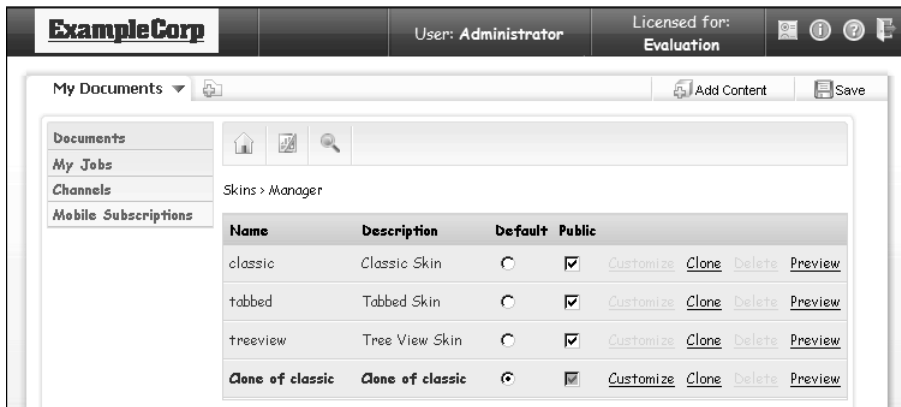 ExampleCorp User: Administrator Licensed for:
Evaluation
My Documents Add Content Save
Documents
My Jobs
Channels
Mobile Subscriptions
Skins > Manager
Name Description Default Public
classic Classic Skin Customize Clone Delete Preview
tabbed Tabbed Skin Customize Clone Delete Preview
treeview Tree View Skin Customize Clone Delete Preview
Clone of classic Clone of classic Customize Clone Delete Preview